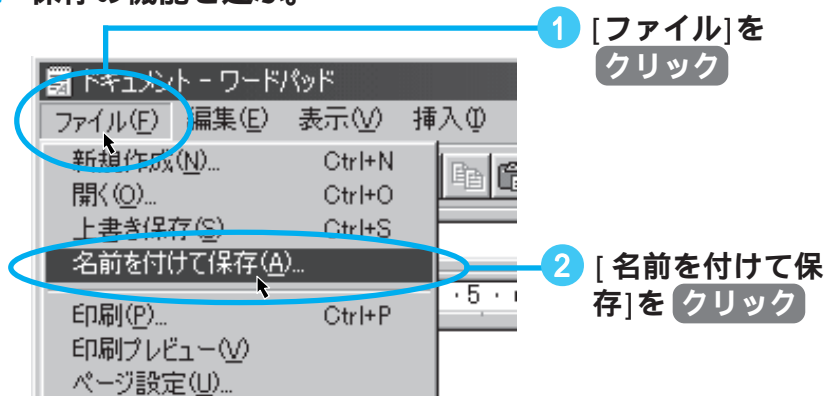 保存の機能を選ぶ。
1 [ファイル]を
クリック
ドキュメント - ワードパッド
ファイル(F) 編集(E) 表示(V) 挿入(I)
新規作成(N)... Ctrl+N
開く(O)... Ctrl+O
上書き保存(S) Ctrl+S
名前を付けて保存(A)...
2 [名前を付けて保
存]を クリック
印刷(P)... Ctrl+P
·5·
印刷プレビュー(V)
ページ設定(U)...